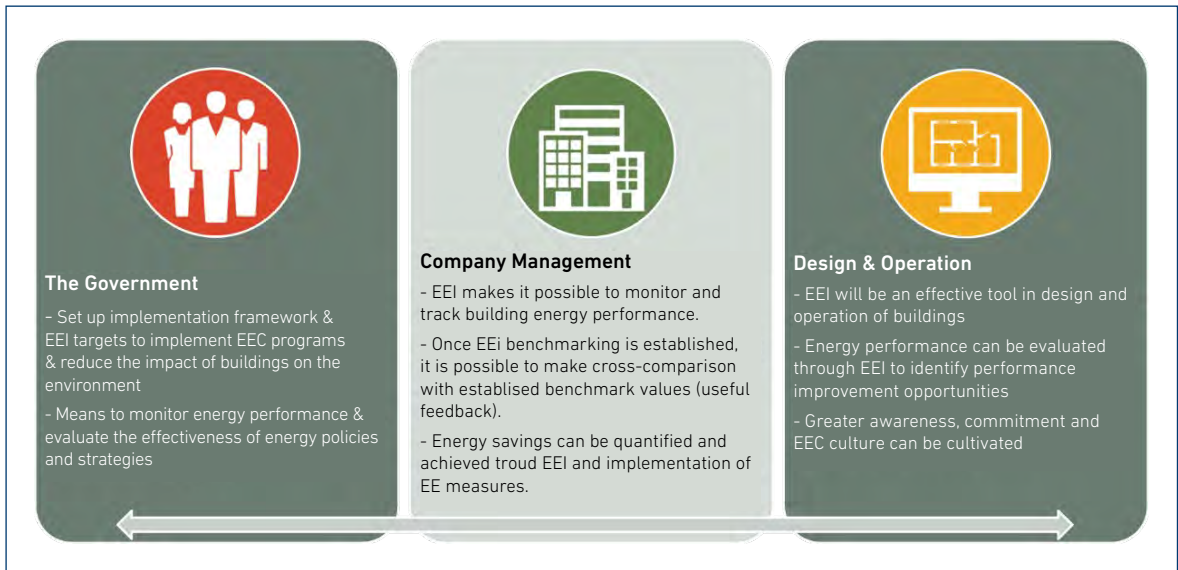 The Government
- Set up implementation framework &
EEI targets to implement EEC programs
& reduce the impact of buildings on the
environment
- Means to monitor energy performance &
evaluate the effectiveness of energy policies
and strategies
Company Management
- EEI makes it possible to monitor and
track building energy performance.
- Once EEi benchmarking is established,
it is possible to make cross-comparison
with establised benchmark values (useful
feedback).
- Energy savings can be quantified and
achieved troud EEI and implementation of
EE measures.
Design & Operation
- EEI will be an effective tool in design and
operation of buildings
- Energy performance can be evaluated
through EEI to identify performance
improvement opportunities
- Greater awareness, commitment and
EEC culture can be cultivated